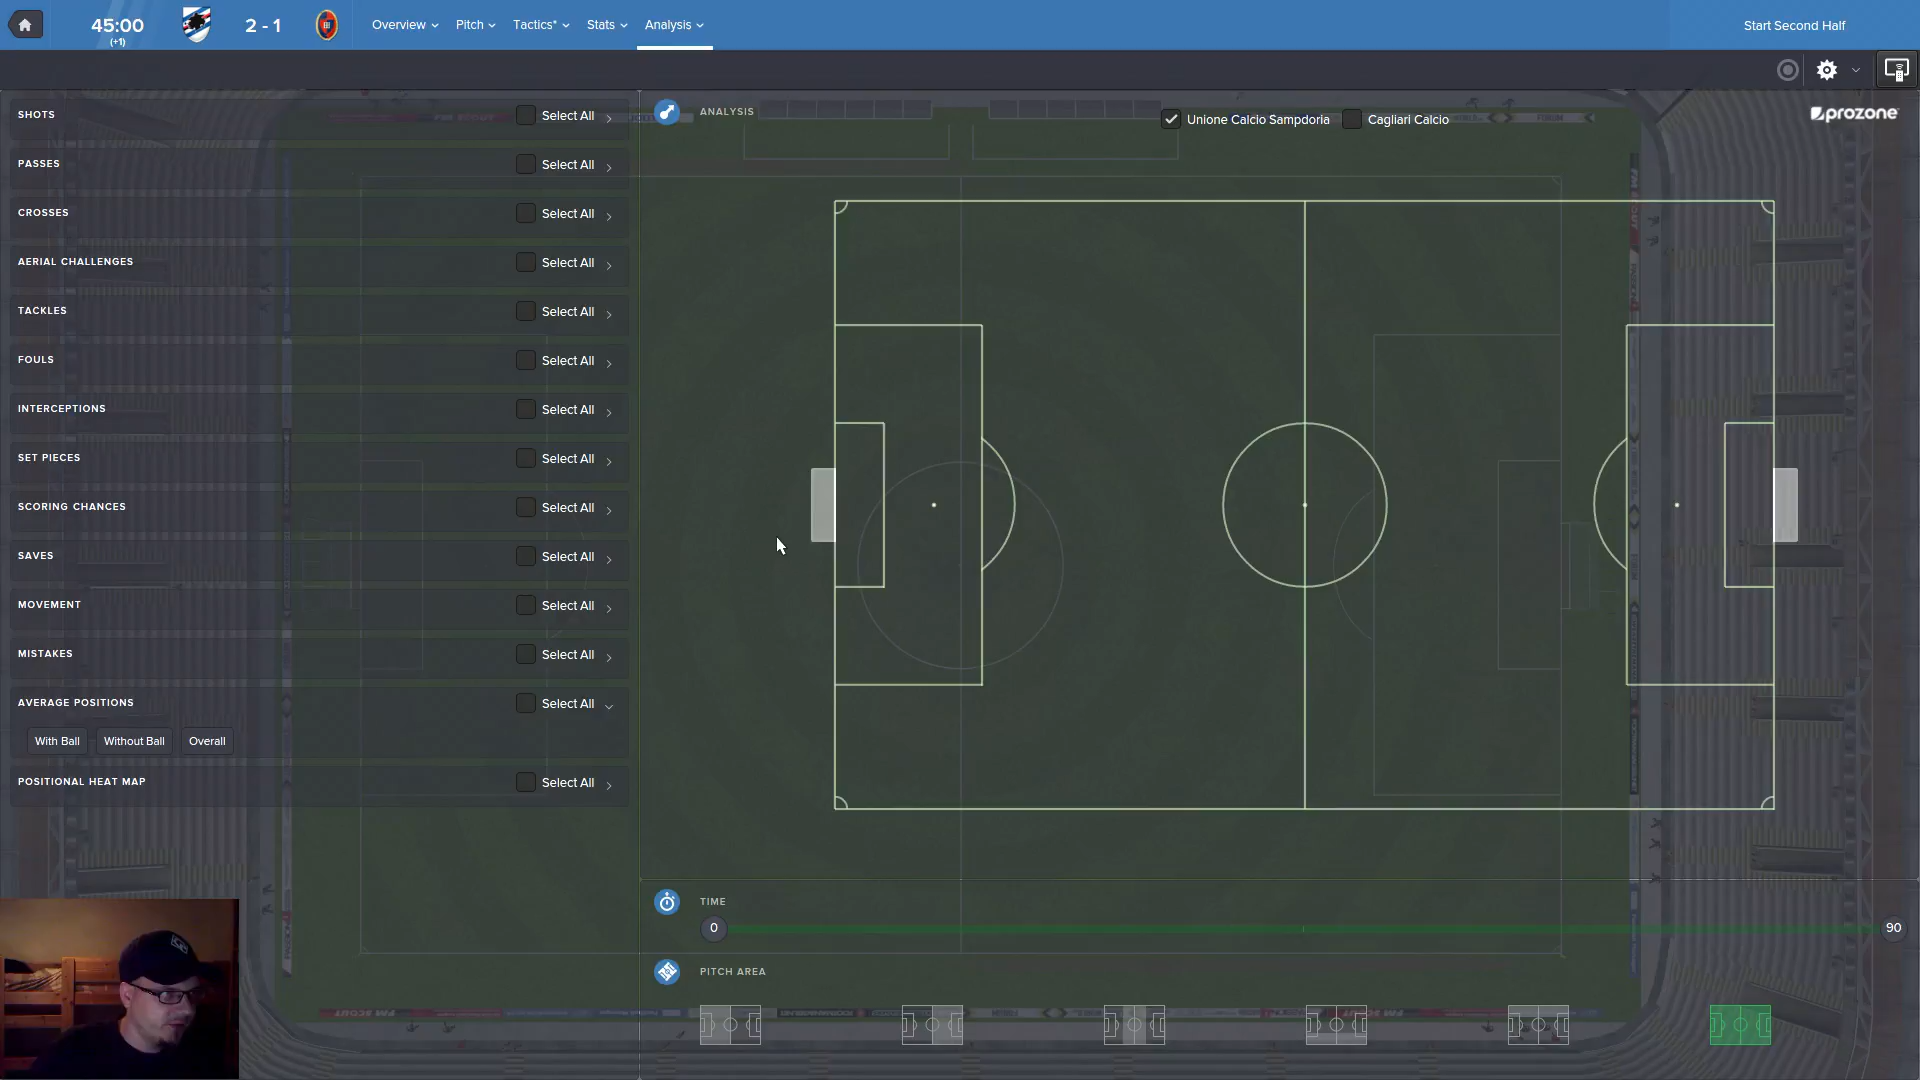 45:00
(+1)
2 - 1
Overview
Pitch
Tactics*
Stats
Analysis
Start Second Half
SHOTS
Select All
PASSES
Select All
CROSSES
Select All
AERIAL CHALLENGES
Select All
TACKLES
Select All
FOULS
Select All
INTERCEPTIONS
Select All
SET PIECES
Select All
SCORING CHANCES
Select All
SAVES
Select All
MOVEMENT
Select All
MISTAKES
Select All
AVERAGE POSITIONS
Select All
With Ball
Without Ball
Overall
POSITIONAL HEAT MAP
Select All
ANALYSIS
Unione Calcio Sampdoria
Cagliari Calcio
prozone
TIME
0
90
PITCH AREA